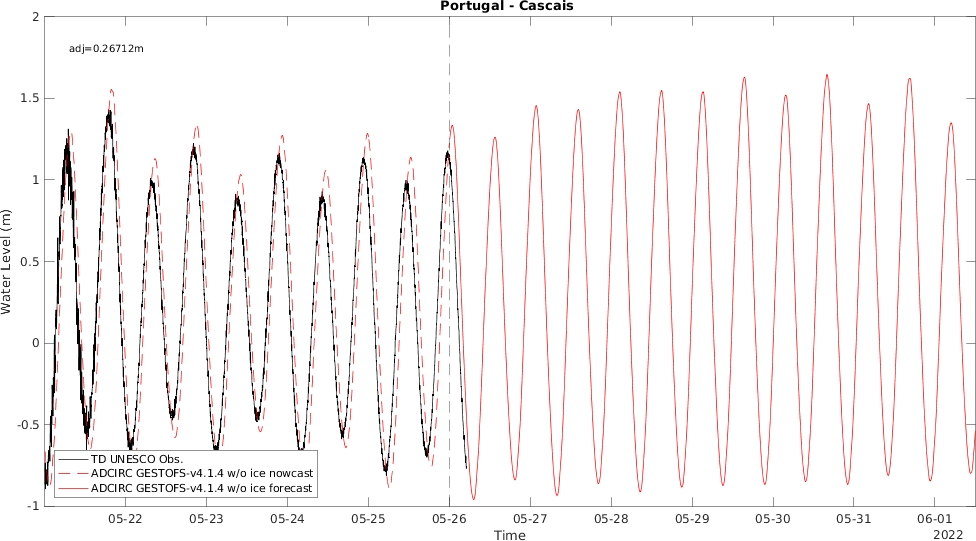 Portugal - Cascais
adj=0.26712m
Water Level (m)
2
1.5
1
0.5
0
-0.5
-1
TD UNESCO Obs.
ADCIRC GESTOFS-v4.1.4 w/o ice nowcast
ADCIRC GESTOFS-v4.1.4 w/o ice forecast
05-22 05-23 05-24 05-25 05-26 05-27 05-28 05-29 05-30 05-31 06-01
Time
2022